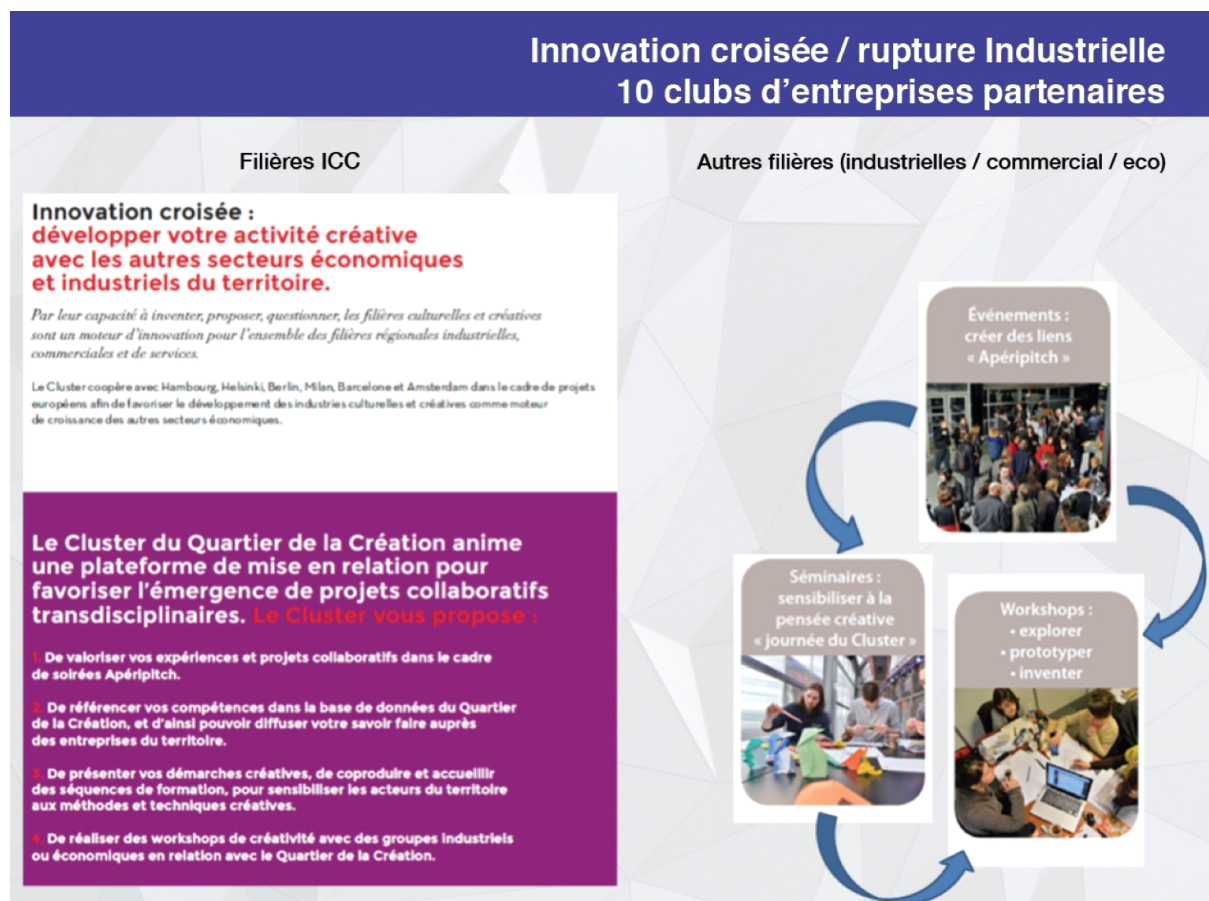 Innovation croisée / rupture Industrielle
10 clubs d'entreprises partenaires
Filières ICC
Autres filières (industrielles / commercial / eco)
Innovation croisée :
développer votre activité créative
avec les autres secteurs économiques
et industriels du territoire.
Par leur capacité à inventer, proposer, questionner, les filières culturelles et créatives
sont un moteur d'innovation pour l'ensemble des filières régionales industrielles,
commerciales et de services.
Le Cluster coopère avec Hambourg, Helsinki, Berlin, Milan, Barcelone et Amsterdam dans le cadre de projets
européens afin de favoriser le développement des industries culturelles et créatives comme moteur
de croissance des autres secteurs économiques.
Le Cluster du Quartier de la Création anime
une plateforme de mise en relation pour
favoriser l'émergence de projets collaboratifs
transdisciplinaires. Le Cluster vous propose :
1. De valoriser vos expériences et projets collaboratifs dans le cadre
de soirées Apéripitch.
2. De référencer vos compétences dans la base de données du Quartier
de la Création, et d'ainsi pouvoir diffuser votre savoir faire auprès
des entreprises du territoire.
3. De présenter vos démarches créatives, de coproduire et accueillir
des séquences de formation, pour sensibiliser les acteurs du territoire
aux méthodes et techniques créatives.
4. De réaliser des workshops de créativité avec des groupes industriels
ou économiques en relation avec le Quartier de la Création.
Événements :
créer des liens
« Apéripitch »
Séminaires :
sensibiliser à la
pensée créative
« journée du Cluster »
Workshops :
• explorer
• prototyper
• inventer